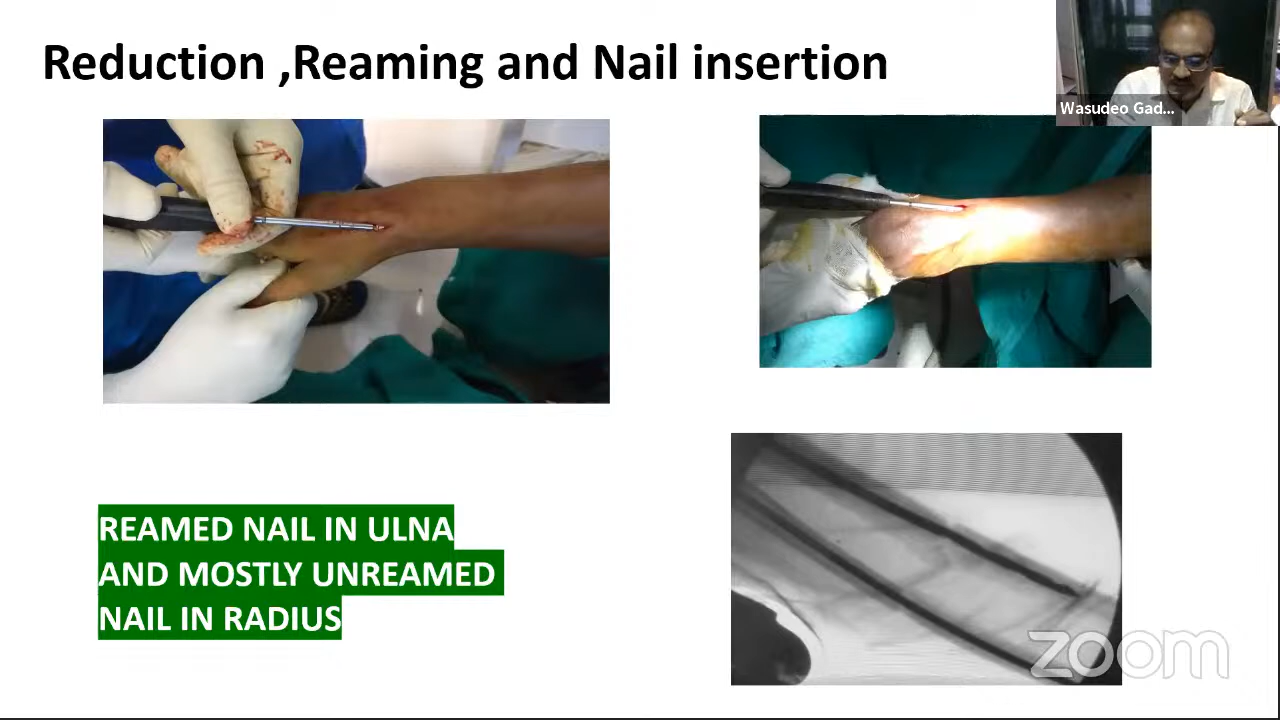 Reduction ,Reaming and Nail insertion
Wasudeo Gad...
REAMED NAIL IN ULNA
AND MOSTLY UNREAMED
NAIL IN RADIUS
zoom